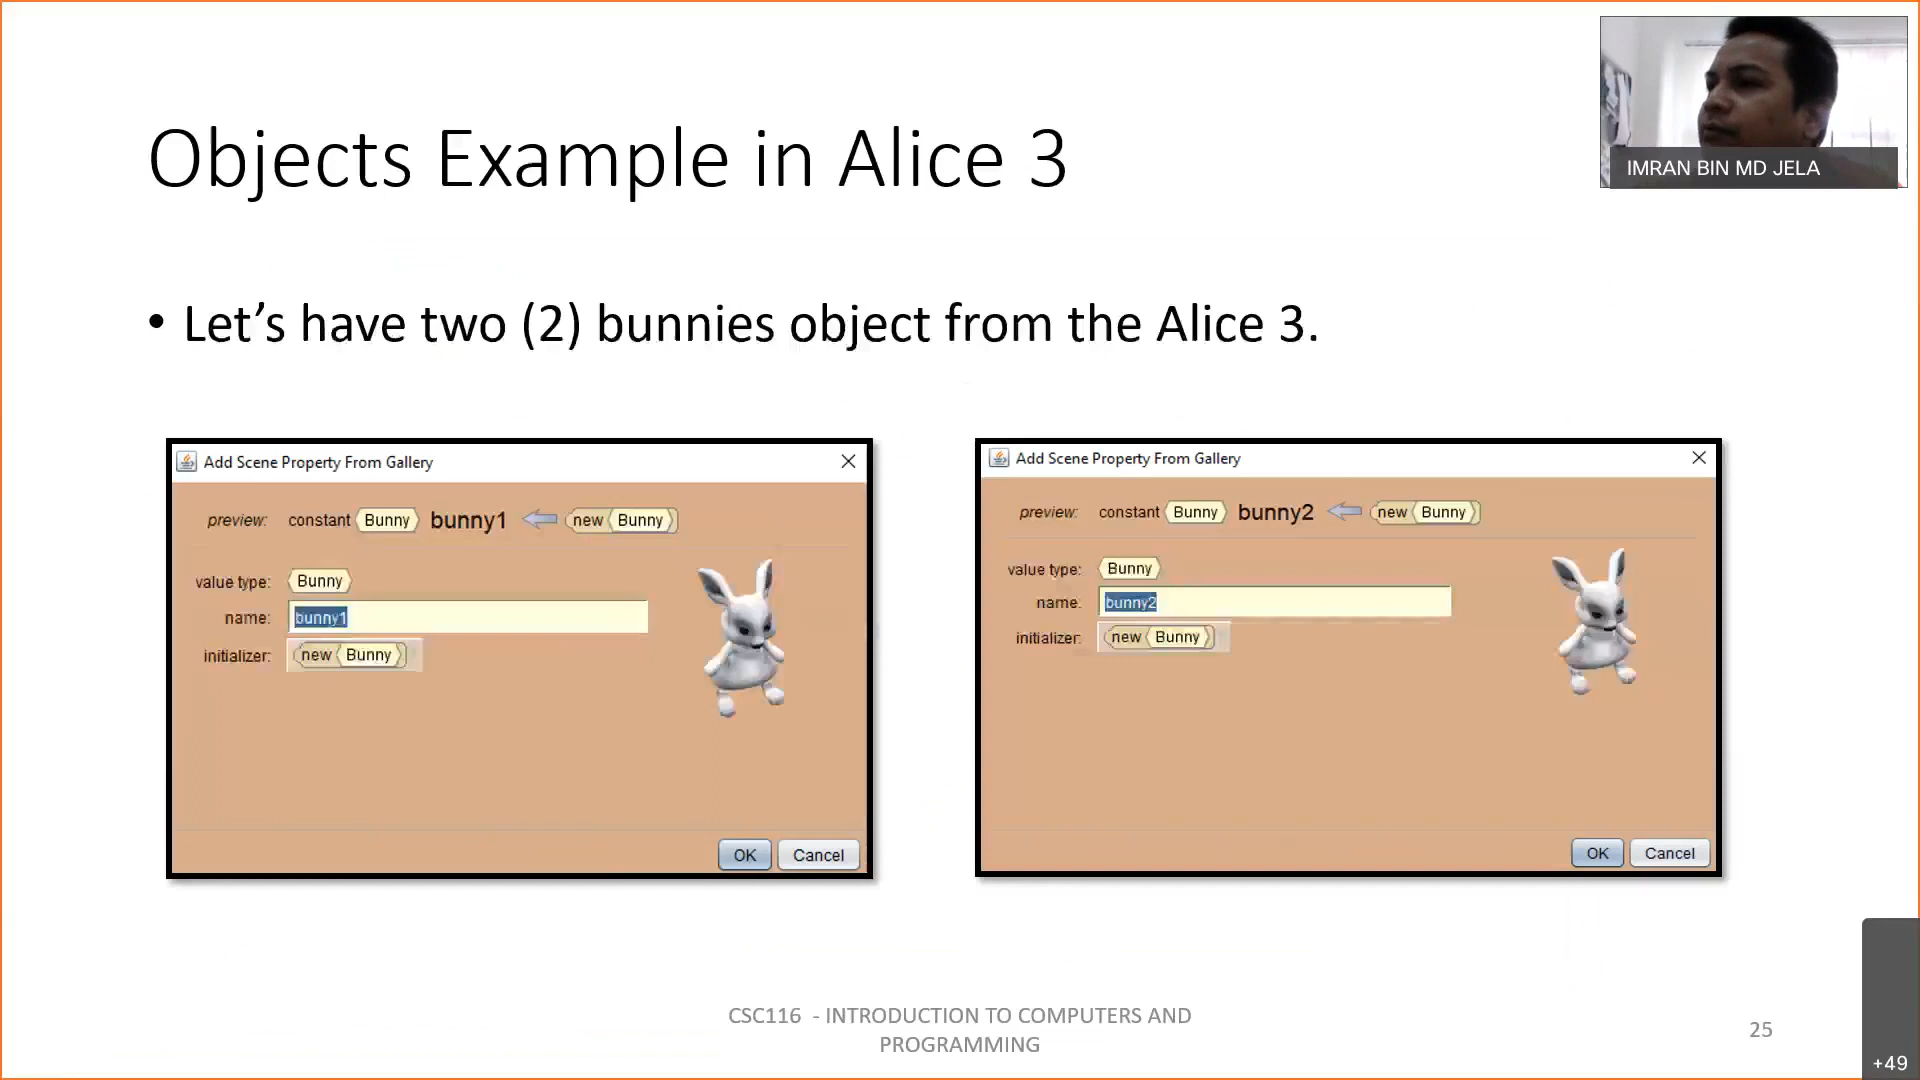 IMRAN BIN MD JELA
Objects Example in Alice 3
• Let’s have two (2) bunnies object from the Alice 3.
Add Scene Property From Gallery
preview: constant Bunny bunny1 new Bunny
value type: Bunny
name: bunny1
initializer: new Bunny
OK Cancel
Add Scene Property From Gallery
preview: constant Bunny bunny2 new Bunny
value type: Bunny
name: bunny2
initializer: new Bunny
OK Cancel
CSC116 - INTRODUCTION TO COMPUTERS AND
PROGRAMMING
25
+49